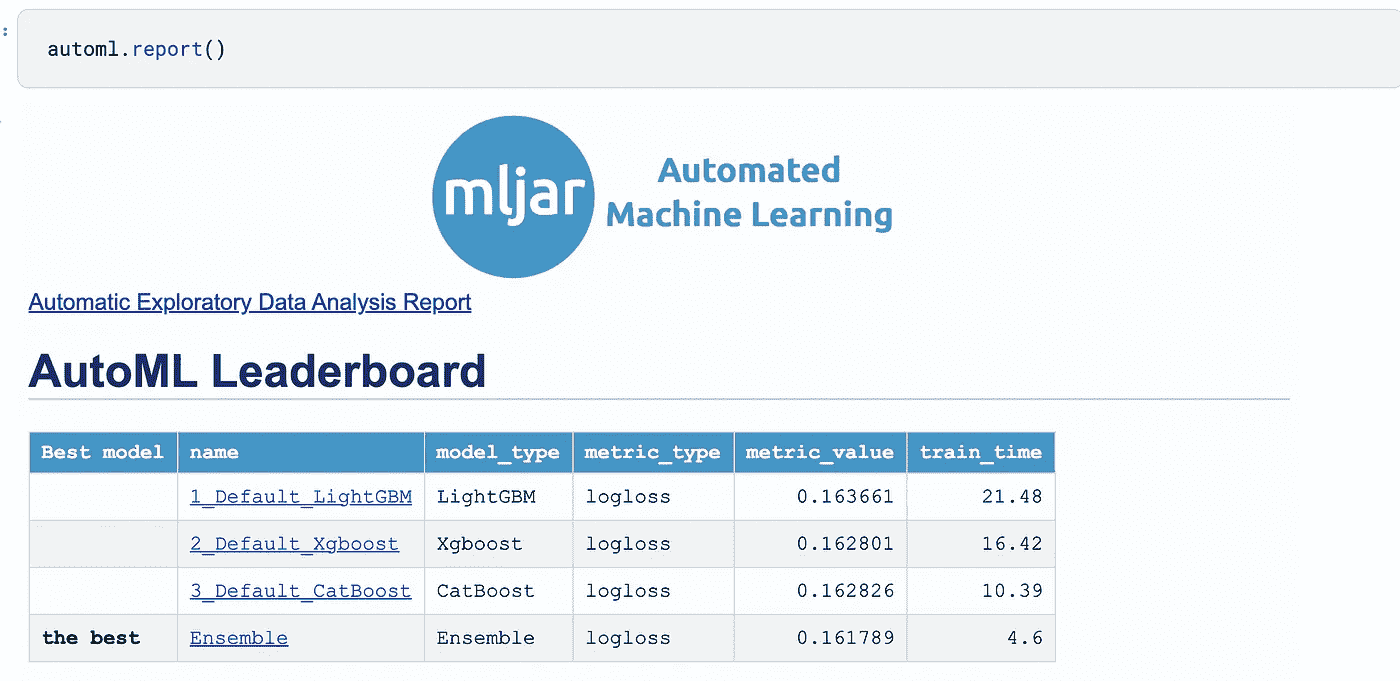 :
automl.report()
mljar
Automated
Machine Learning
Automatic Exploratory Data Analysis Report
AutoML Leaderboard
Best model name model_type metric_type metric_value train_time
1_Default_LightGBM LightGBM logloss 0.163661 21.48
2_Default_Xgboost Xgboost logloss 0.162801 16.42
3_Default_CatBoost CatBoost logloss 0.162826 10.39
the best Ensemble Ensemble logloss 0.161789 4.6